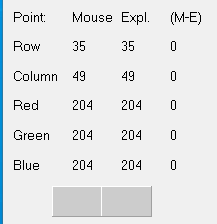 Point: Mouse Expl. (M-E)
Row 35 35 0
Column 49 49 0
Red 204 204 0
Green 204 204 0
Blue 204 204 0